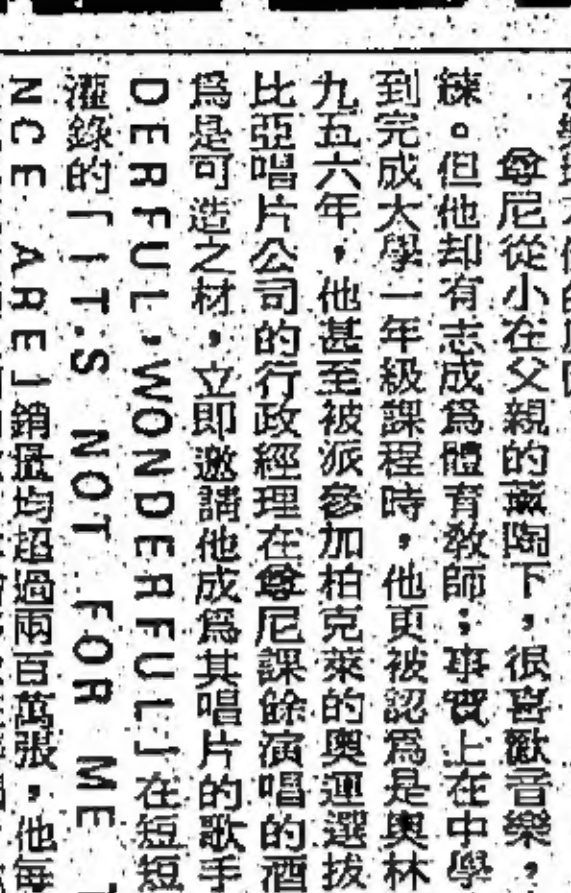 尊尼從小在父親的薰陶下，很喜歡音樂，
練。但他却有志成爲體育教師；事實上在中學
到完成大學一年級課程時，他更被認爲是奧林
九五六年，他甚至被派參加柏克萊的奧運選拔
比亞唱片公司的行政經理在尊尼課餘演唱的酒
爲是可造之材，立即邀請他成爲其唱片的歌手
DERFUL，WONDERFUL」在短短
灌錄的「IT'S NOT FOR ME
NCE ARE」銷量均超過兩百萬張，他每